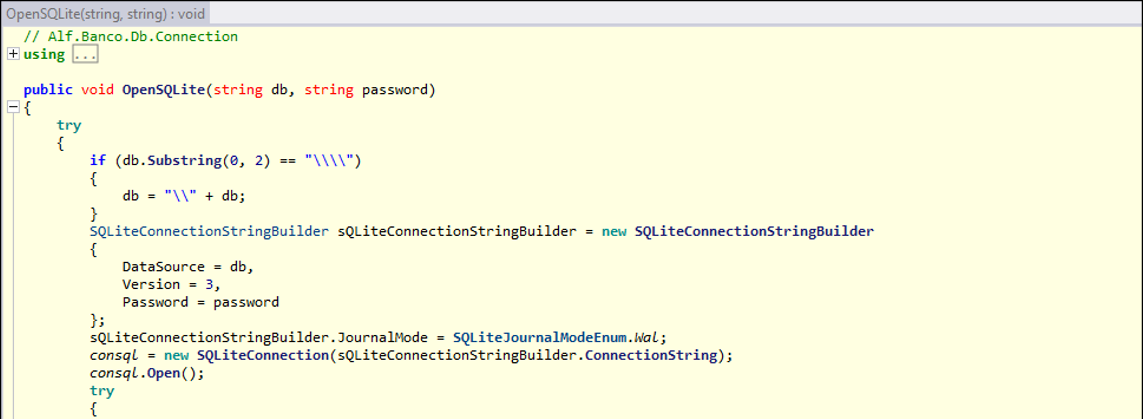 OpenSQLite(string, string) : void
// Alf.Banco.Db.Connection
using ...
public void OpenSQLite(string db, string password)
{
try
{
if (db.Substring(0, 2) == "\\\\")
{
db = "\\" + db;
}
SQLiteConnectionStringBuilder sQLiteConnectionStringBuilder = new SQLiteConnectionStringBuilder
{
DataSource = db,
Version = 3,
Password = password
};
sQLiteConnectionStringBuilder.JournalMode = SQLiteJournalModeEnum.Wal;
consql = new SQLiteConnection(sQLiteConnectionStringBuilder.ConnectionString);
consql.Open();
try
{